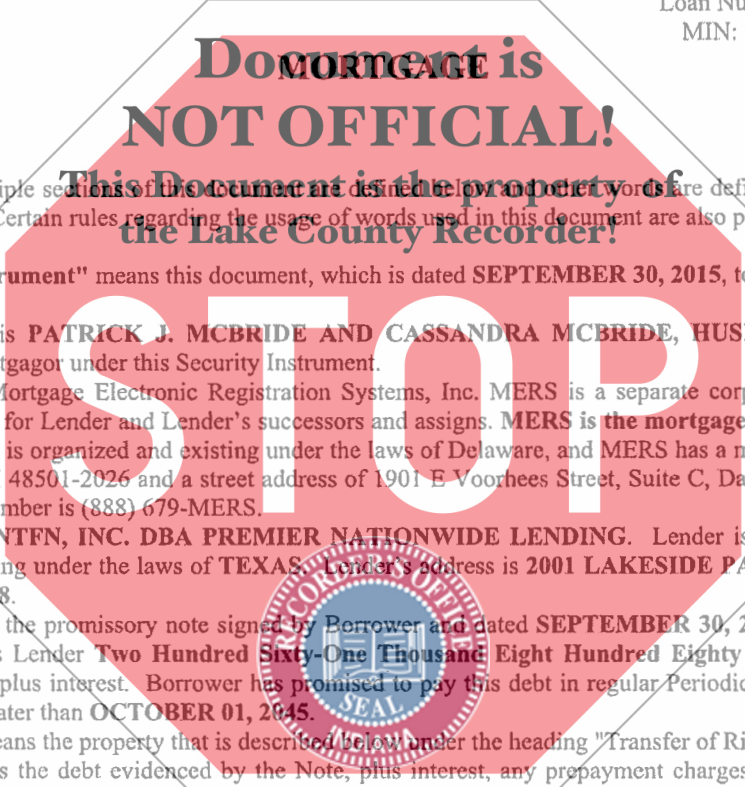 Loan Nu
MIN:
Document is
MORTGAGE
NOT OFFICIAL!
This Document is the property of
the Lake County Recorder!
iple sections of this document are defined below and other words are defi
Certain rules regarding the usage of words used in this document are also p
rument" means this document, which is dated SEPTEMBER 30, 2015, t
is PATRICK J. MCBRIDE AND CASSANDRA MCBRIDE, HUS
tgagor under this Security Instrument.
Mortgage Electronic Registration Systems, Inc. MERS is a separate corp
for Lender and Lender's successors and assigns. MERS is the mortgage
is organized and existing under the laws of Delaware, and MERS has a m
48501-2026 and a street address of 1901 E Voorhees Street, Suite C, Da
mber is (888) 679-MERS.
NTFN, INC. DBA PREMIER NATIONWIDE LENDING. Lender is
ng under the laws of TEXAS. Lender's address is 2001 LAKESIDE PA
8.
the promissory note signed by Borrower and dated SEPTEMBER 30, 2
s Lender Two Hundred Sixty-One Thousand Eight Hundred Eighty
plus interest. Borrower has promised to pay this debt in regular Periodic
ater than OCTOBER 01, 2045.
eans the property that is described below under the heading "Transfer of Ri
s the debt evidenced by the Note, plus interest, any prepayment charges
STOP
RECORDER'S OFFICE
SEAL
INDIANA